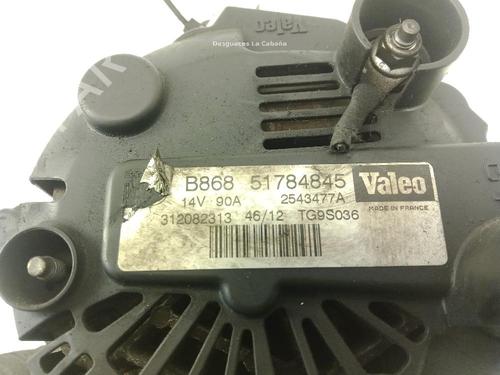 Valeo
Desguaces La Cabaña
B868 51784845 Valeo
14V 90A 2543477A MADE IN FRANCE
312082313 46/12 TG9S036